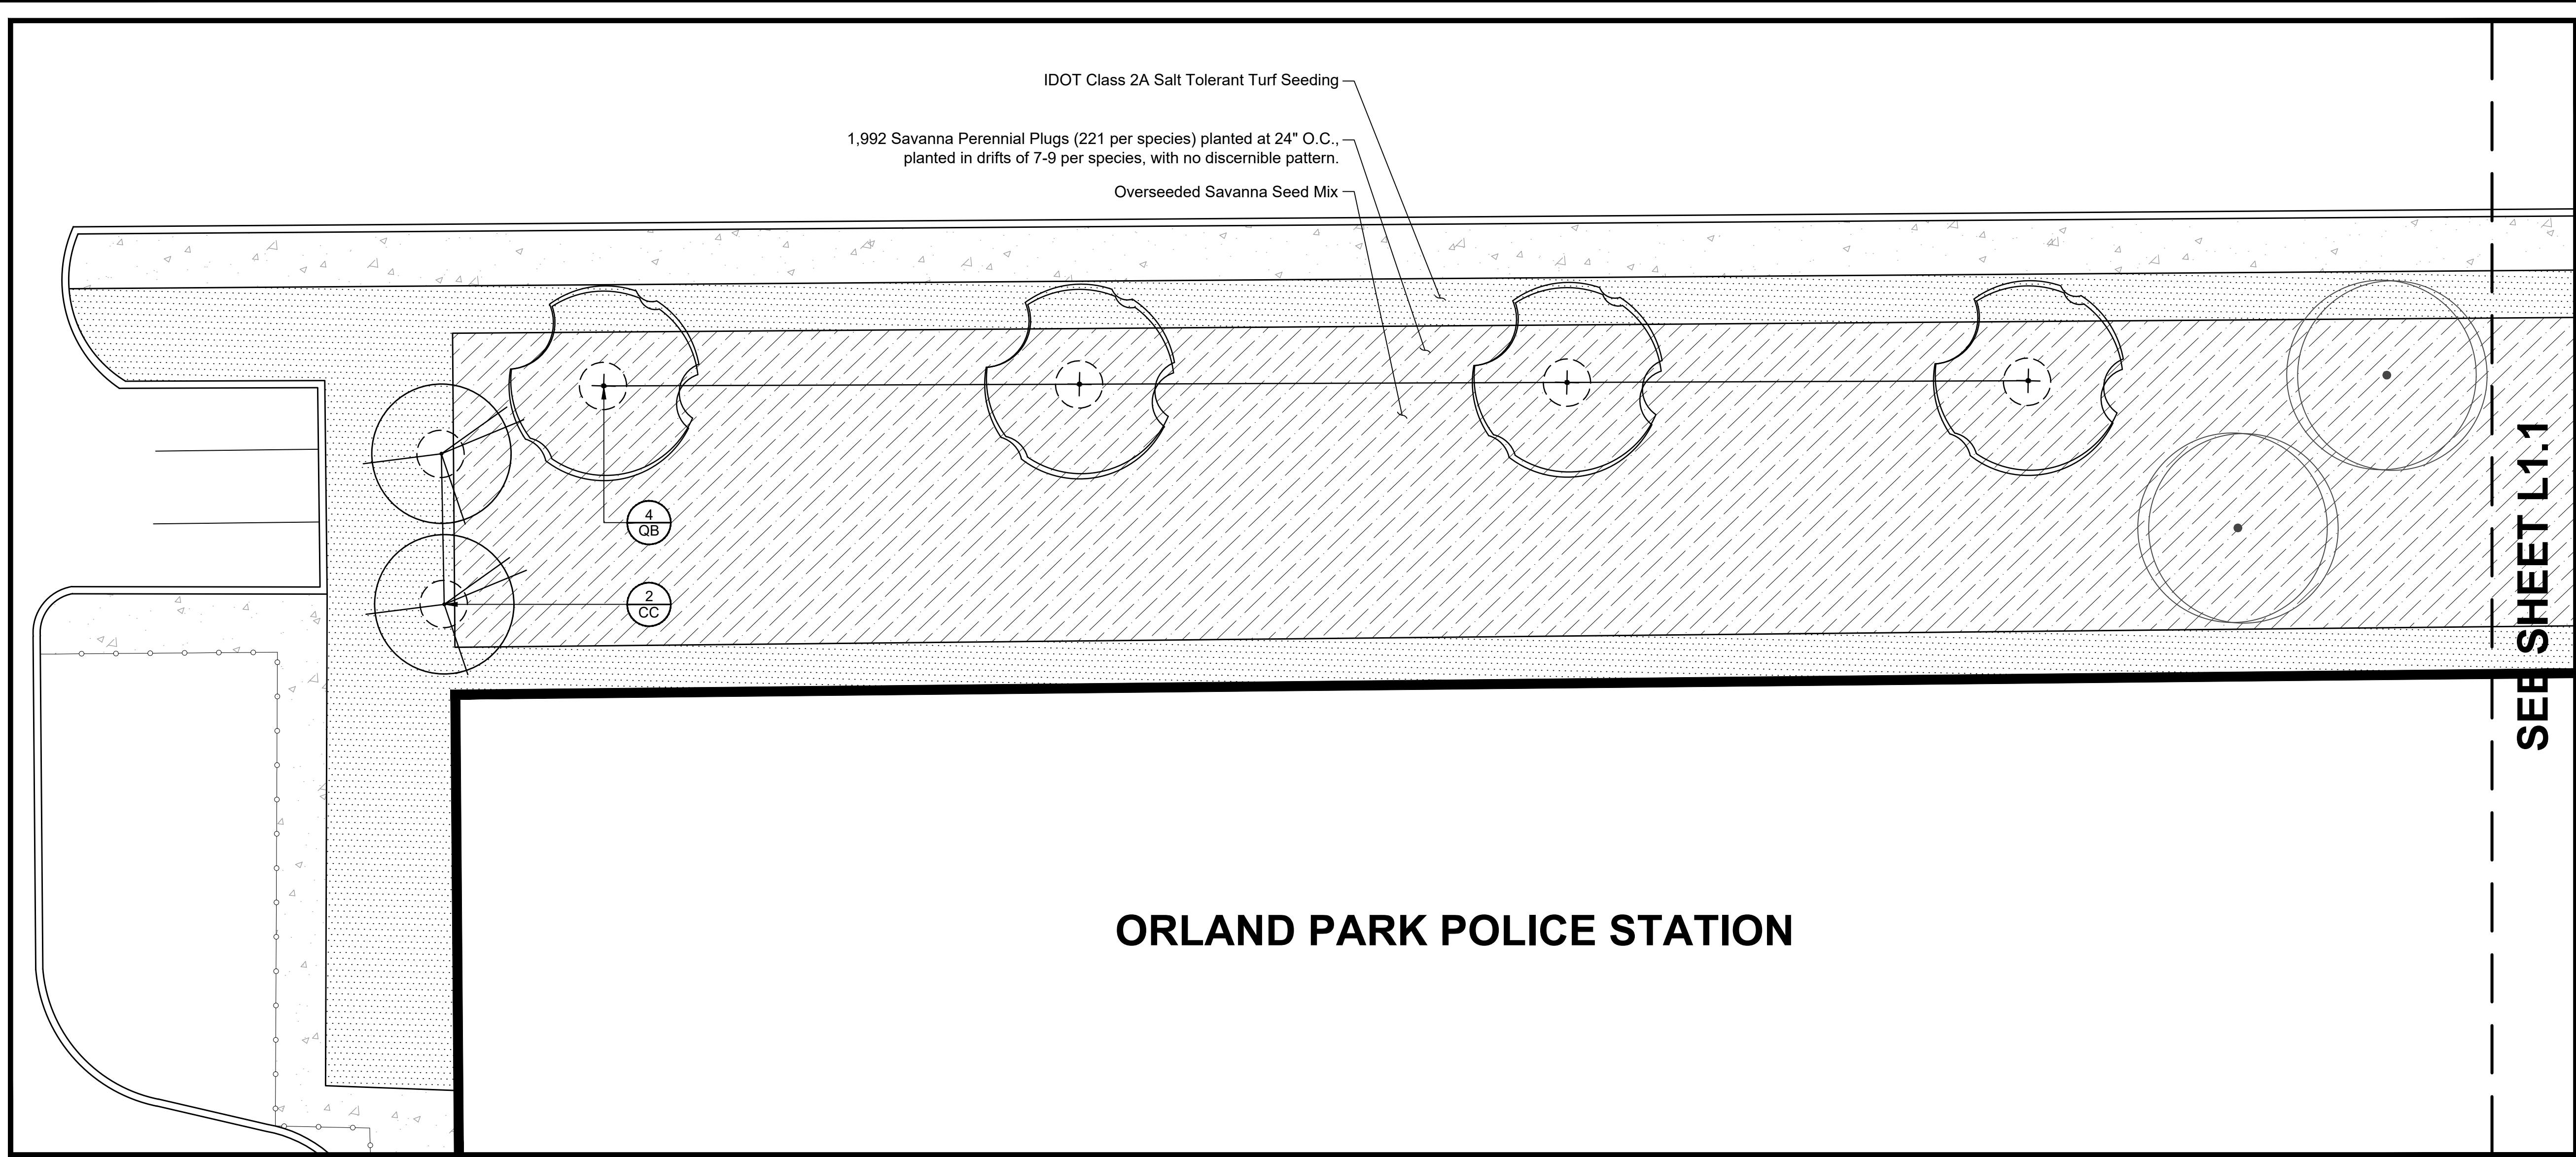 IDOT Class 2A Salt Tolerant Turf Seeding
1,992 Savanna Perennial Plugs (221 per species) planted at 24" O.C.,
planted in drifts of 7-9 per species, with no discernible pattern.
Overseeded Savanna Seed Mix
4
QB
2
CC
SEE SHEET L1.1
ORLAND PARK POLICE STATION